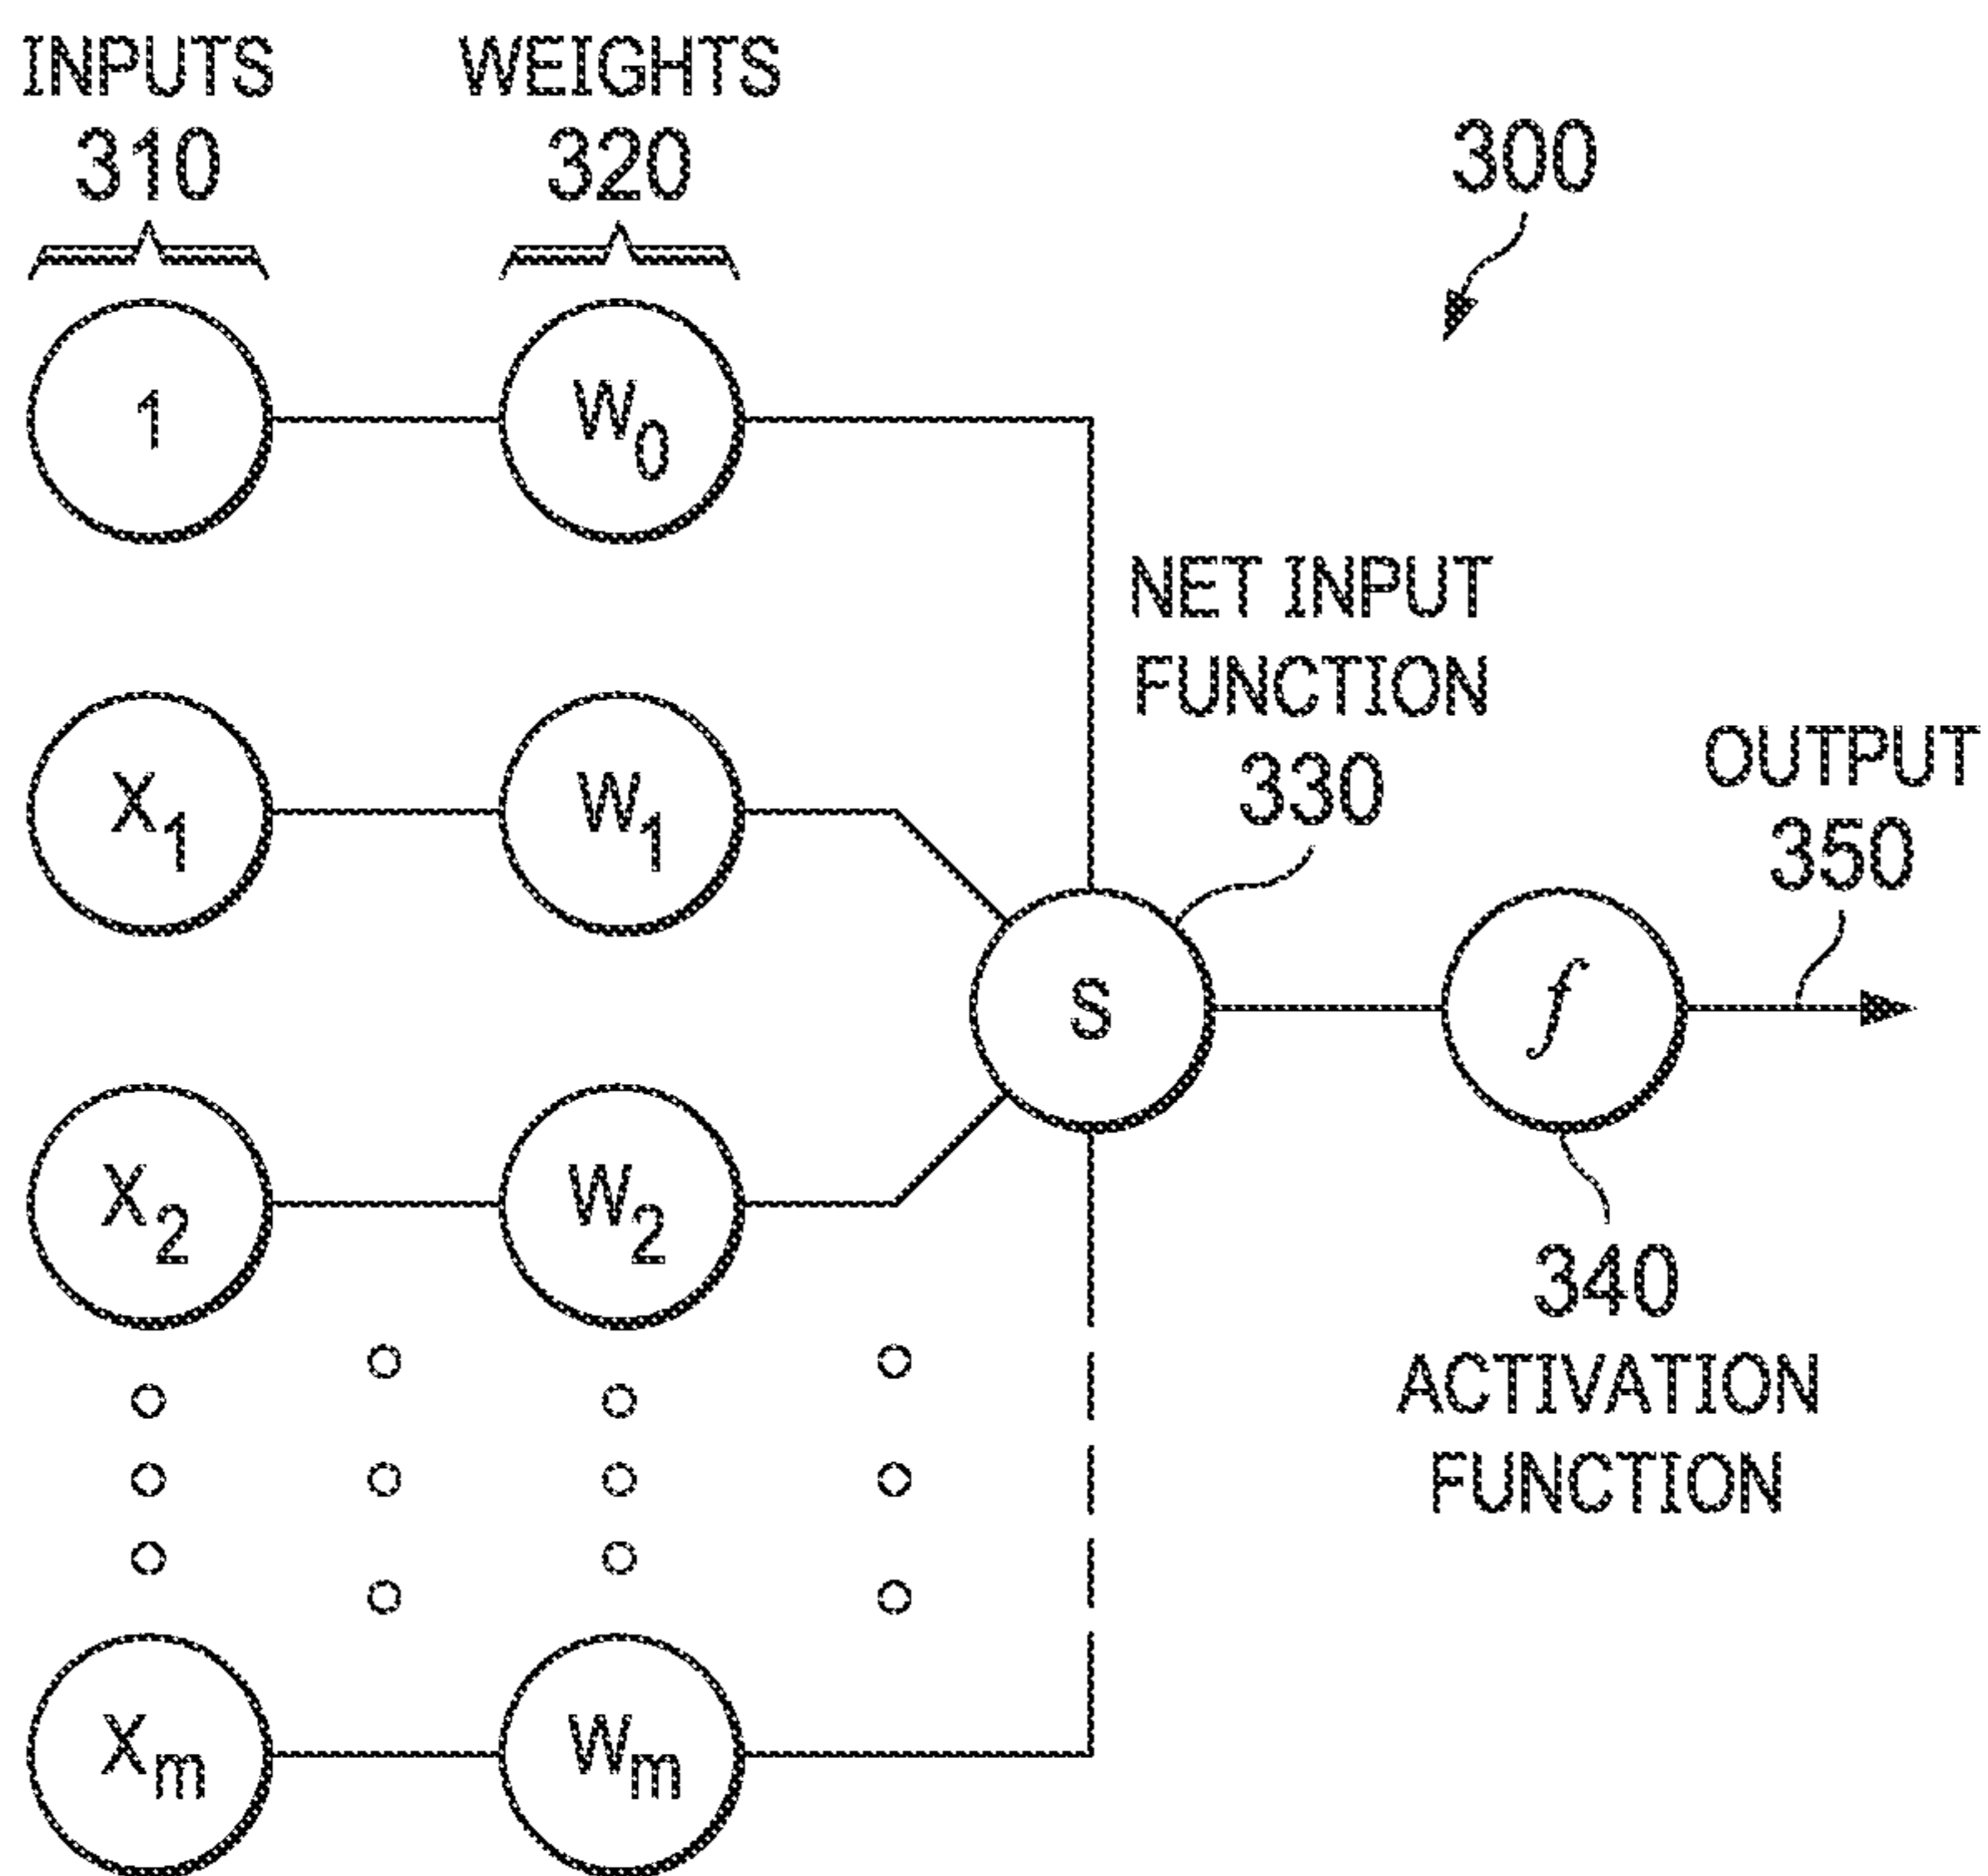 INPUTS
310
WEIGHTS
320
300
1
W0
NET INPUT
FUNCTION
330
X1
W1
OUTPUT
350
S
f
X2
W2
340
ACTIVATION
FUNCTION
Xm
Wm